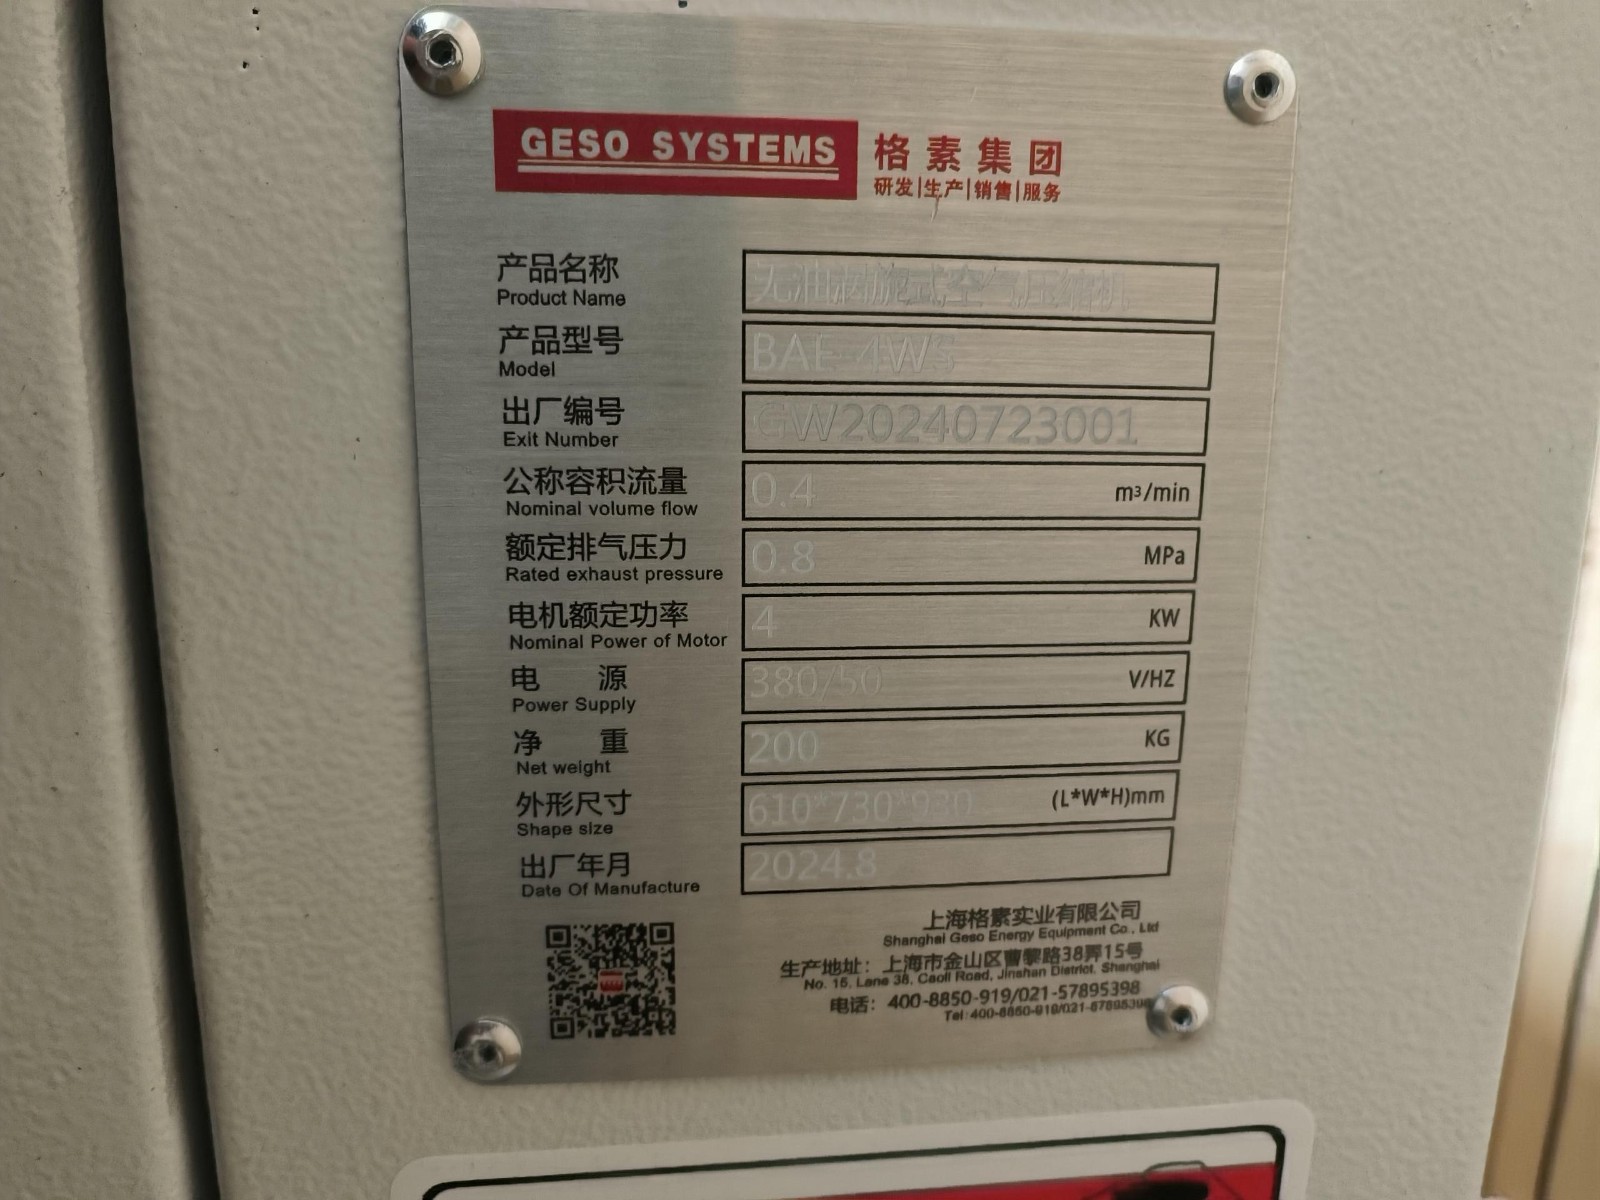 GESO SYSTEMS 格素集团
研发|生产|销售|服务
产品名称 无油涡旋式空气压缩机
Product Name
产品型号 BAE-4WS
Model
出厂编号 GW20240723001
Exit Number
公称容积流量 0.4 m³/min
Nominal volume flow
额定排气压力 0.8 MPa
Rated exhaust pressure
电机额定功率 4 KW
Nominal Power of Motor
电 源 380/50 V/HZ
Power Supply
净 重 200 KG
Net weight
外形尺寸 610*730*930 (L*W*H)mm
Shape size
出厂年月 2024.8
Date Of Manufacture
上海格素实业有限公司
Shanghai Geso Energy Equipment Co., Ltd
生产地址：上海市金山区曹黎路38弄15号
No. 15, Lane 38, Caoli Road, Jinshan District, Shanghai
电话：400-8850-919/021-57895398
Tel:400-8850-919/021-57895398